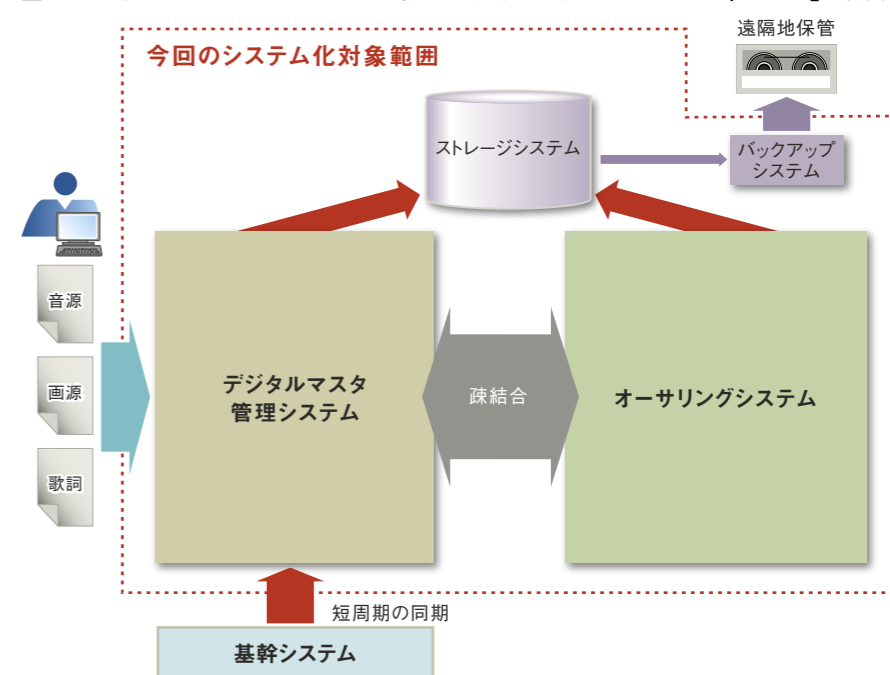 遠隔地保管
今回のシステム化対象範囲
ストレージシステム
バックアップ
システム
音源
画源
歌詞
デジタルマスタ
管理システム
疎結合
オーサリングシステム
短周期の同期
基幹システム